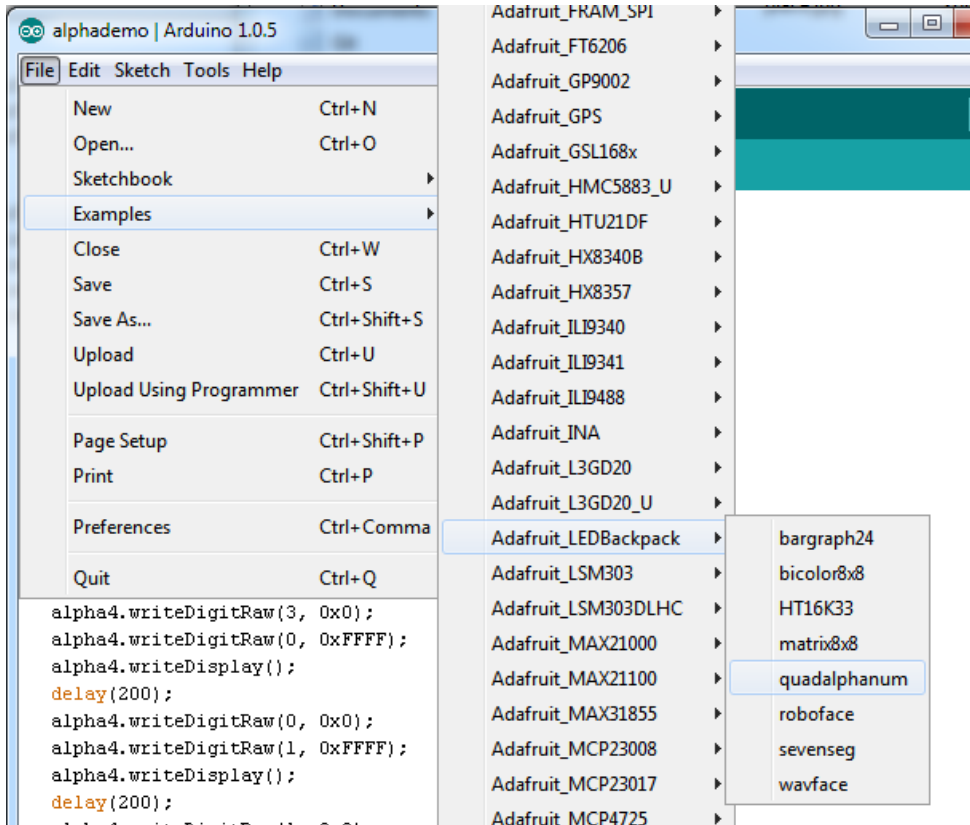 alphademo | Arduino 1.0.5
File Edit Sketch Tools Help
New Ctrl+N
Open... Ctrl+O
Sketchbook
Examples
Close Ctrl+W
Save Ctrl+S
Save As... Ctrl+Shift+S
Upload Ctrl+U
Upload Using Programmer Ctrl+Shift+U
Page Setup Ctrl+Shift+P
Print Ctrl+P
Preferences Ctrl+Comma
Quit Ctrl+Q
alpha4.writeDigitRaw(3, 0x0);
alpha4.writeDigitRaw(0, 0xFFFF);
alpha4.writeDisplay();
delay(200);
alpha4.writeDigitRaw(0, 0x0);
alpha4.writeDigitRaw(1, 0xFFFF);
alpha4.writeDisplay();
delay(200);
Adafruit_FRAM_SPI
Adafruit_FT6206
Adafruit_GP9002
Adafruit_GPS
Adafruit_GSL168x
Adafruit_HMC5883_U
Adafruit_HTU21DF
Adafruit_HX8340B
Adafruit_HX8357
Adafruit_ILI9340
Adafruit_ILI9341
Adafruit_ILI9488
Adafruit_INA
Adafruit_L3GD20
Adafruit_L3GD20_U
Adafruit_LEDBackpack
Adafruit_LSM303
Adafruit_LSM303DLHC
Adafruit_MAX21000
Adafruit_MAX21100
Adafruit_MAX31855
Adafruit_MCP23008
Adafruit_MCP23017
Adafruit_MCP4725
bargraph24
bicolor8x8
HT16K33
matrix8x8
quadalphanum
roboface
sevenseg
wavface